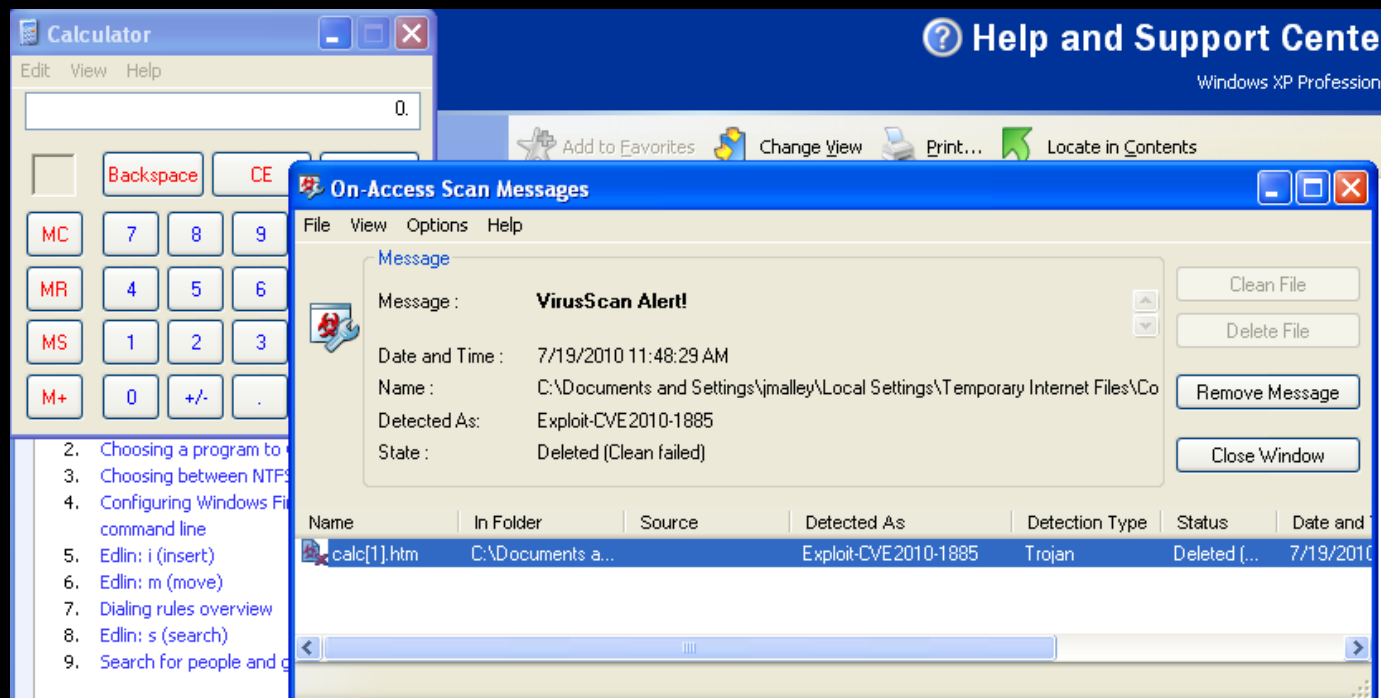 Calculator
Edit View Help
0.
Backspace CE
MC 7 8 9
MR 4 5 6
MS 1 2 3
M+ 0 +/- .
Help and Support Cente
Windows XP Profession
Add to Favorites Change View Print... Locate in Contents
On-Access Scan Messages
File View Options Help
Message
Message : VirusScan Alert!
Date and Time : 7/19/2010 11:48:29 AM
Name : C:\Documents and Settings\jmalley\Local Settings\Temporary Internet Files\Co
Detected As: Exploit-CVE2010-1885
State : Deleted (Clean failed)
Clean File
Delete File
Remove Message
Close Window
Name In Folder Source Detected As Detection Type Status Date and
calc[1].htm C:\Documents a... Exploit-CVE2010-1885 Trojan Deleted (... 7/19/2010
2. Choosing a program to
3. Choosing between NTFS
4. Configuring Windows Fi
command line
5. Edlin: i (insert)
6. Edlin: m (move)
7. Dialing rules overview
8. Edlin: s (search)
9. Search for people and g